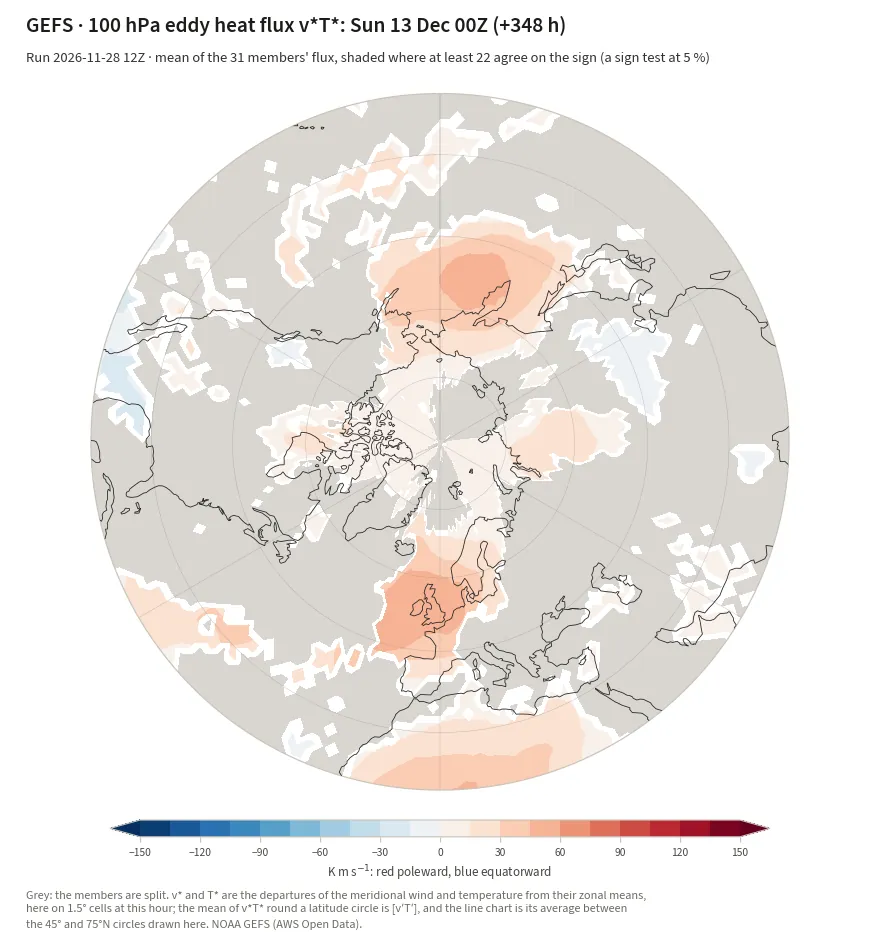 GEFS · 100 hPa eddy heat flux v*T*: Sun 13 Dec 00Z (+348 h)
Run 2026-11-28 12Z · mean of the 31 members' flux, shaded where at least 22 agree on the sign (a sign test at 5 %)
−150 −120 −90 −60 −30 0 30 60 90 120 150
K m s⁻¹: red poleward, blue equatorward
Grey: the members are split. v* and T* are the departures of the meridional wind and temperature from their zonal means,
here on 1.5° cells at this hour; the mean of v*T* round a latitude circle is [v'T'], and the line chart is its average between
the 45° and 75°N circles drawn here. NOAA GEFS (AWS Open Data).